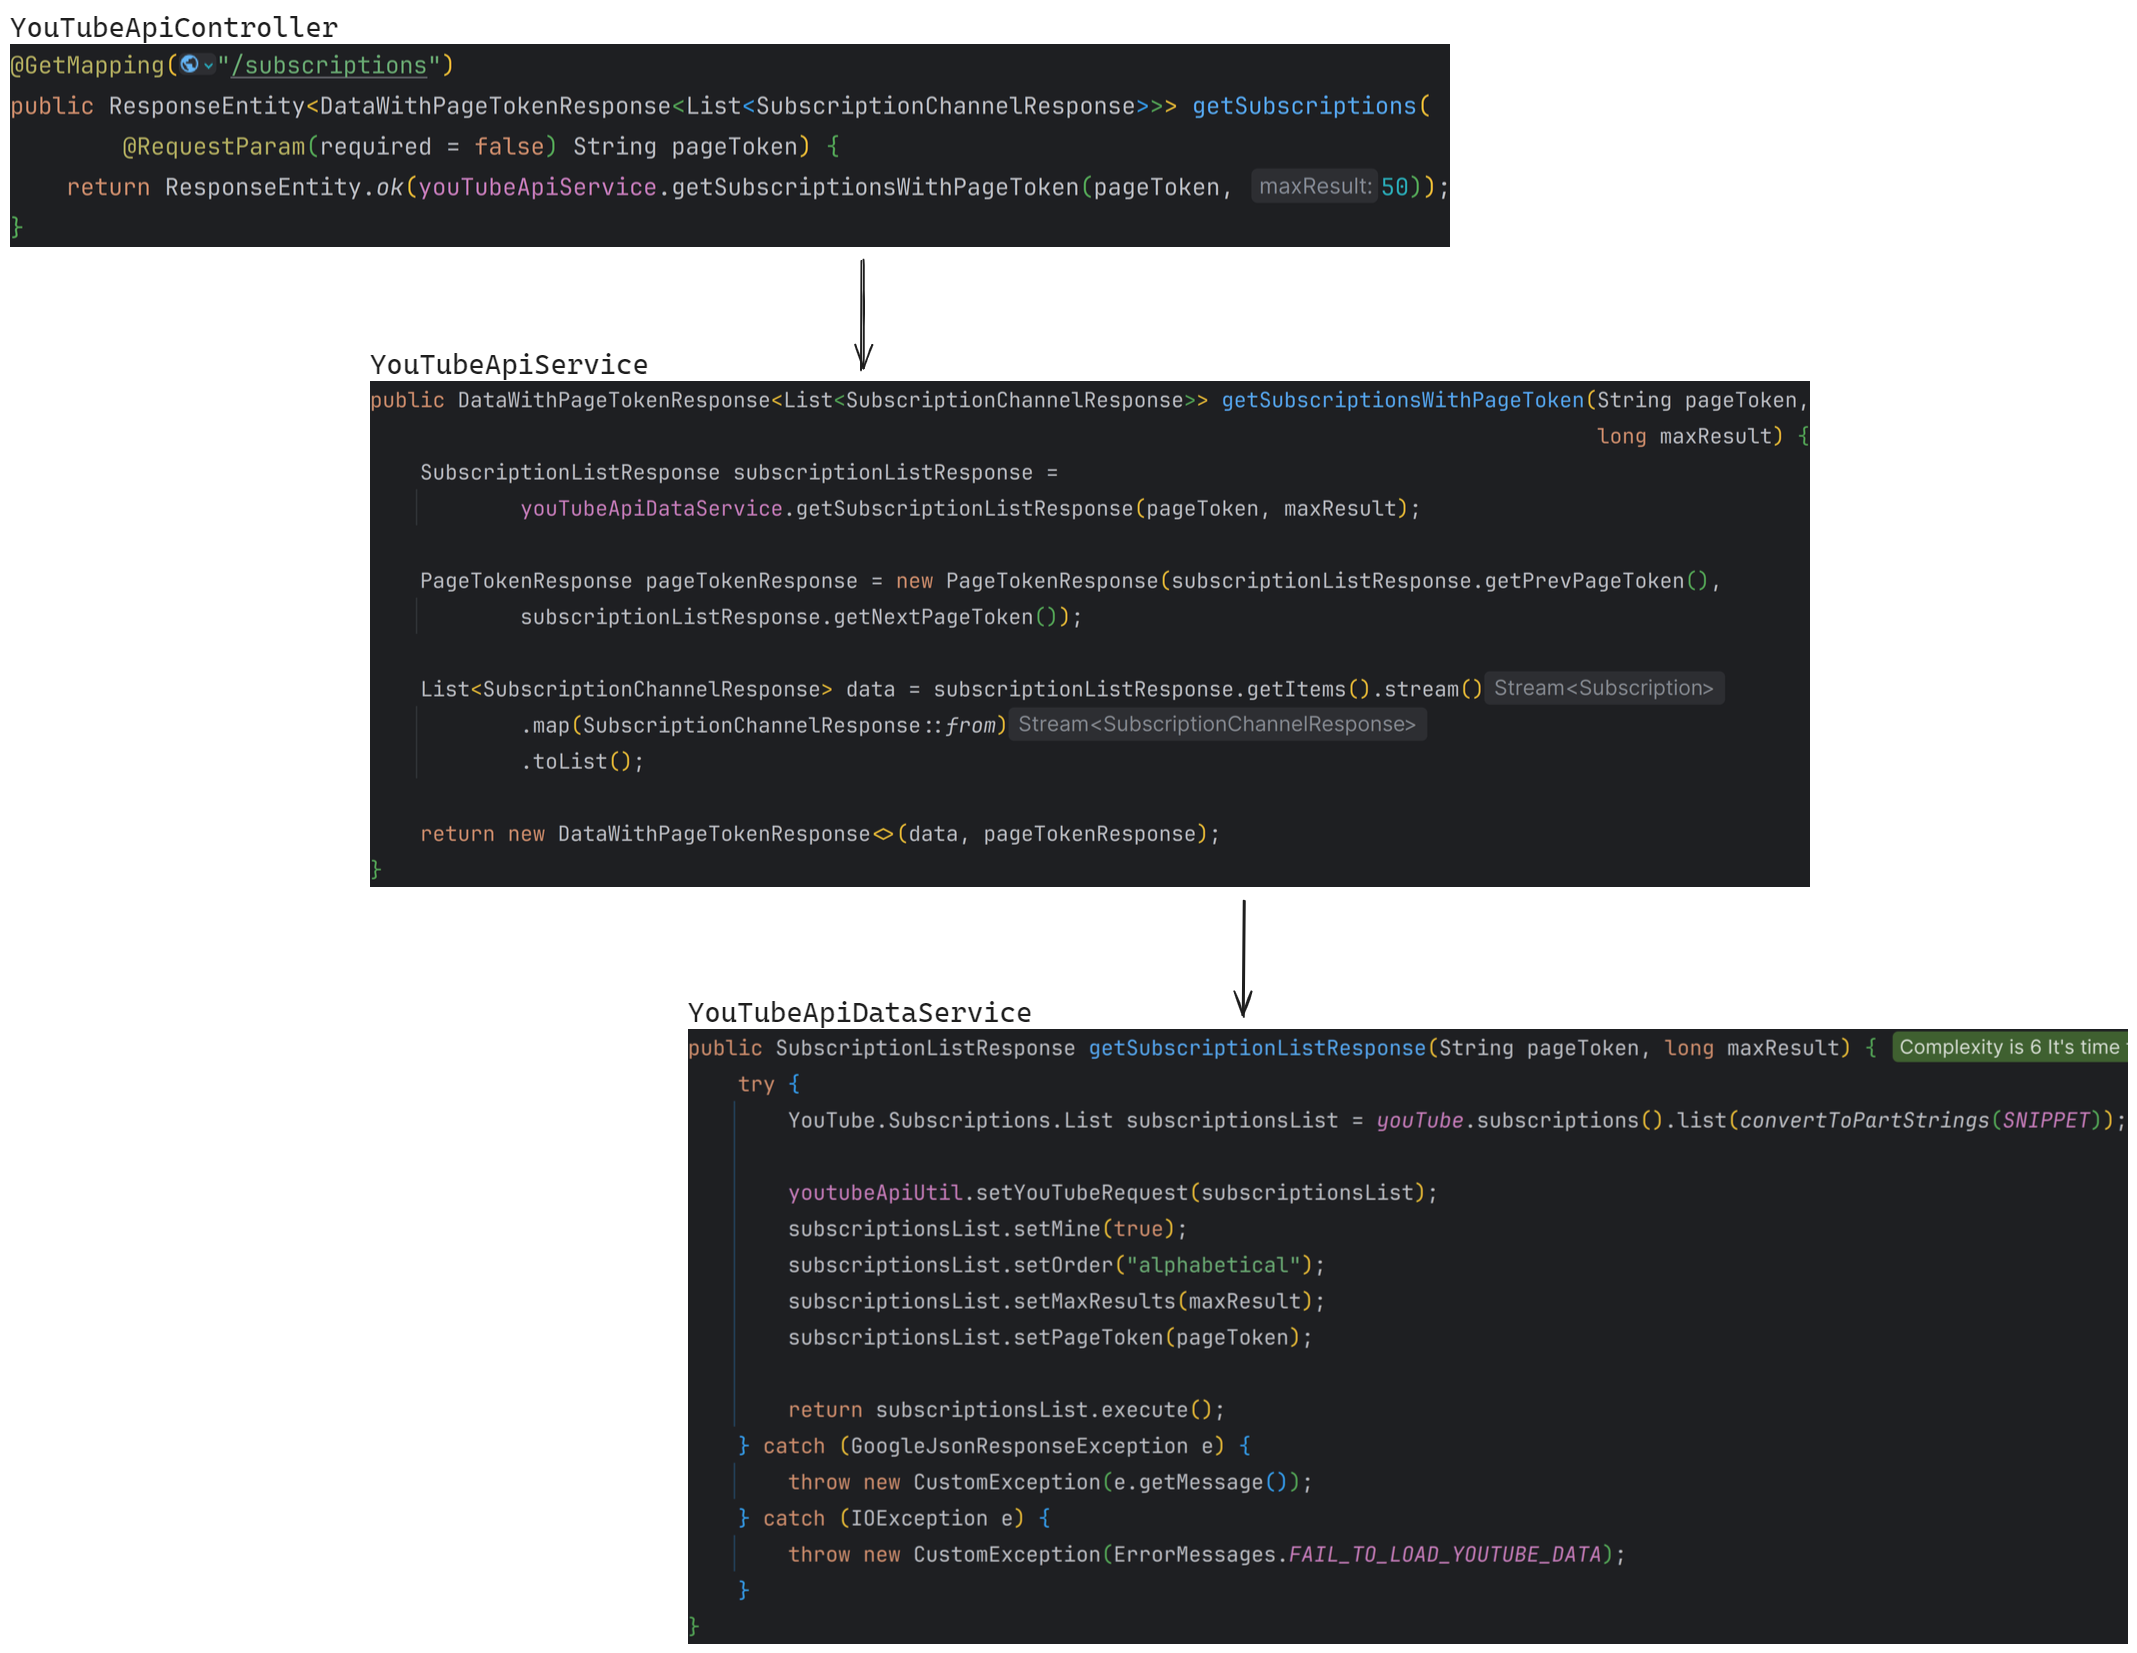 YouTubeApiController
@GetMapping("/subscriptions")
public ResponseEntity<DataWithPageTokenResponse<List<SubscriptionChannelResponse>>> getSubscriptions(
        @RequestParam(required = false) String pageToken) {
    return ResponseEntity.ok(youTubeApiService.getSubscriptionsWithPageToken(pageToken, maxResult: 50));
}
YouTubeApiService
public DataWithPageTokenResponse<List<SubscriptionChannelResponse>> getSubscriptionsWithPageToken(String pageToken,
long maxResult) {
    SubscriptionListResponse subscriptionListResponse =
            youTubeApiDataService.getSubscriptionListResponse(pageToken, maxResult);
    PageTokenResponse pageTokenResponse = new PageTokenResponse(subscriptionListResponse.getPrevPageToken(),
            subscriptionListResponse.getNextPageToken());
    List<SubscriptionChannelResponse> data = subscriptionListResponse.getItems().stream() Stream<Subscription>
            .map(SubscriptionChannelResponse::from) Stream<SubscriptionChannelResponse>
            .toList();
    return new DataWithPageTokenResponse<>(data, pageTokenResponse);
}
YouTubeApiDataService
public SubscriptionListResponse getSubscriptionListResponse(String pageToken, long maxResult) { Complexity is 6 It's time
    try {
        YouTube.Subscriptions.List subscriptionsList = youTube.subscriptions().list(convertToPartStrings(SNIPPET));
        youtubeApiUtil.setYouTubeRequest(subscriptionsList);
        subscriptionsList.setMine(true);
        subscriptionsList.setOrder("alphabetical");
        subscriptionsList.setMaxResults(maxResult);
        subscriptionsList.setPageToken(pageToken);
        return subscriptionsList.execute();
    } catch (GoogleJsonResponseException e) {
        throw new CustomException(e.getMessage());
    } catch (IOException e) {
        throw new CustomException(ErrorMessages.FAIL_TO_LOAD_YOUTUBE_DATA);
    }
}